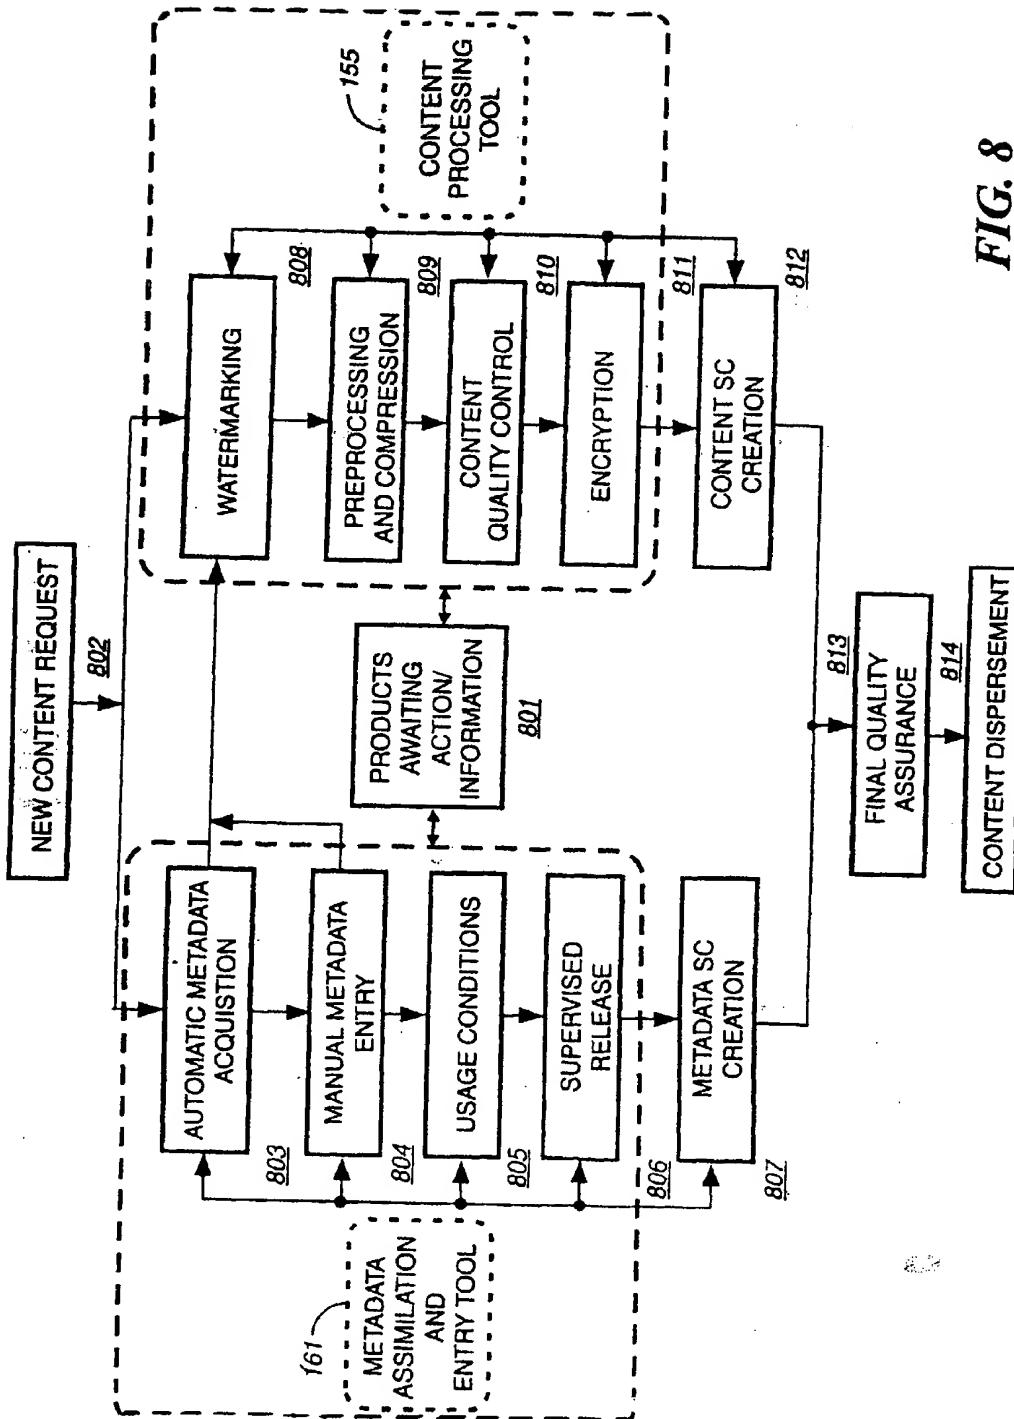 NEW CONTENT REQUEST
802
161
METADATA
ASSIMILATION AND
ENTRY TOOL
AUTOMATIC METADATA
ACQUISTION
803
MANUAL METADATA
ENTRY
804
USAGE CONDITIONS
805
SUPERVISED
RELEASE
806
METADATA SC
CREATION
807
PRODUCTS
AWAITING
ACTION/
INFORMATION
801
WATERMARKING
808
PREPROCESSING
AND COMPRESSION
809
CONTENT
QUALITY CONTROL
810
ENCRYPTION
811
CONTENT SC
CREATION
812
155
CONTENT
PROCESSING
TOOL
813
FINAL QUALITY
ASSURANCE
814
CONTENT DISPERSEMENT
FIG. 8